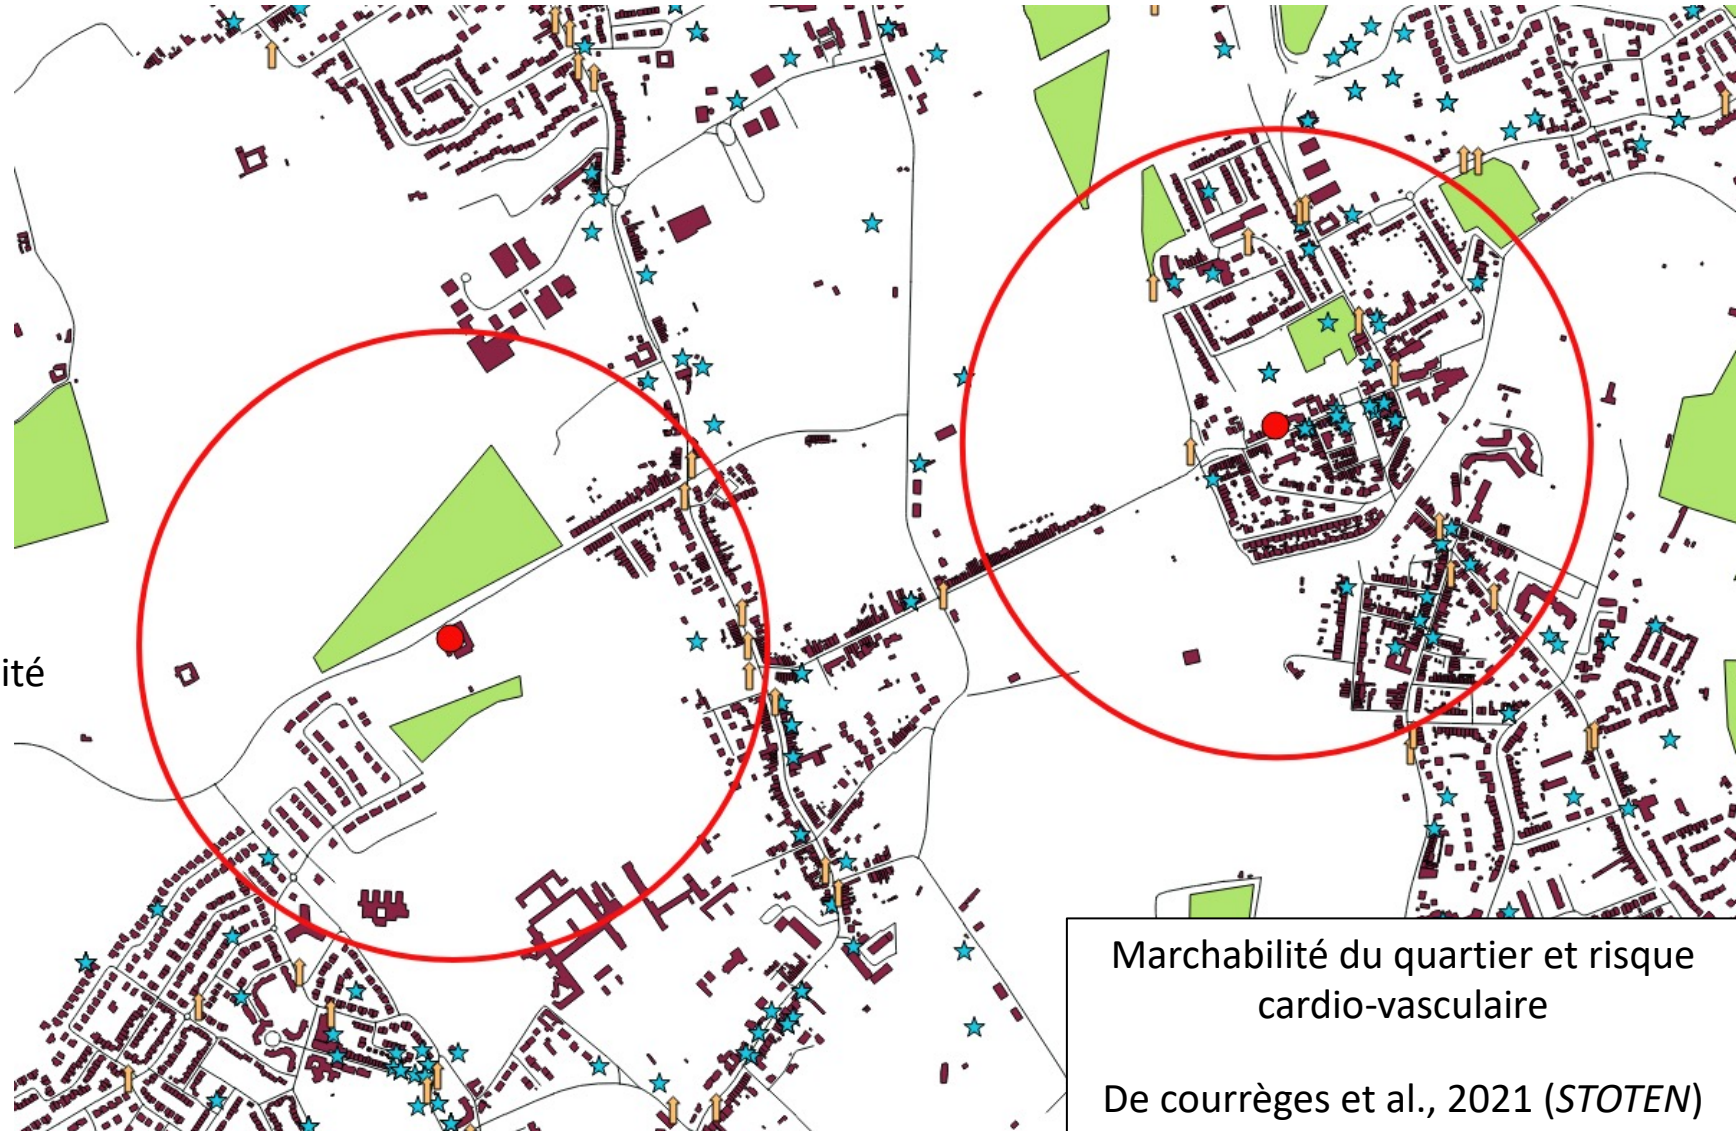 ité
Marchabilité du quartier et risque
cardio-vasculaire
De courrèges et al., 2021 (STOTEN)